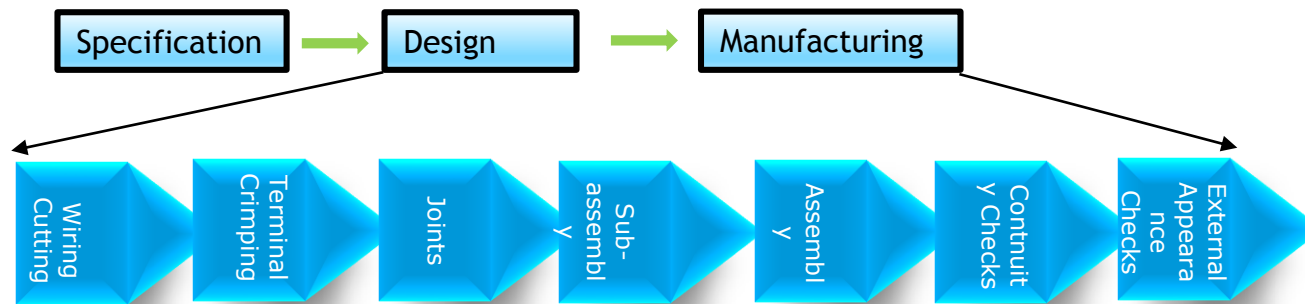 Specification
Design
Manufacturing
Wiring
Cutting
Terminal
Crimping
Joints
Sub-
assembl
y
Assembl
y
Contnuit
y Checks
External
Appeara
nce
Checks